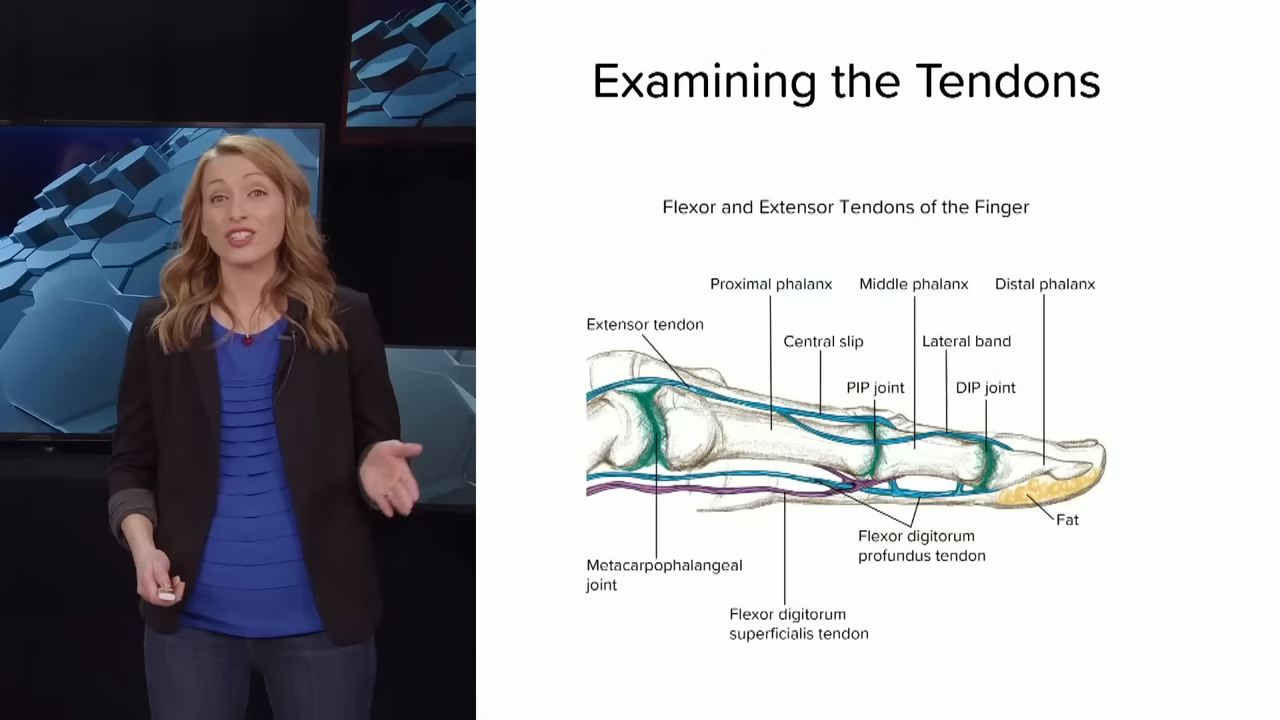 Examining the Tendons
Flexor and Extensor Tendons of the Finger
Proximal phalanx
Middle phalanx
Distal phalanx
Extensor tendon
Central slip
Lateral band
PIP joint
DIP joint
Fat
Flexor digitorum
profundus tendon
Metacarpophalangeal
joint
Flexor digitorum
superficialis tendon